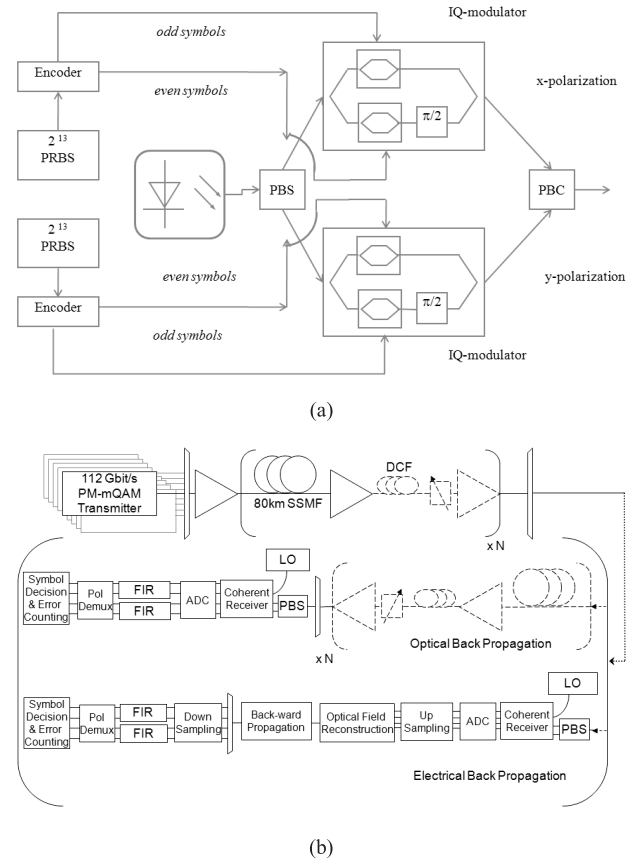 IQ-modulator
odd symbols
Encoder
even symbols
x-polarization
π/2
2 13
PRBS
PBS
PBC
2 13
PRBS
π/2
even symbols
y-polarization
Encoder
odd symbols
IQ-modulator
(a)
112 Gbit/s
PM-mQAM
Transmitter
80km SSMF
DCF
x N
LO
Symbol
Decision
& Error
Counting
Pol
Demux
FIR
FIR
ADC
Coherent
Receiver
PBS
x N
Optical Back Propagation
LO
Symbol
Decision
& Error
Counting
Pol
Demux
FIR
FIR
Down
Sampling
Back-ward
Propagation
Optical Field
Reconstruction
Up
Sampling
ADC
Coherent
Receiver
PBS
Electrical Back Propagation
(b)